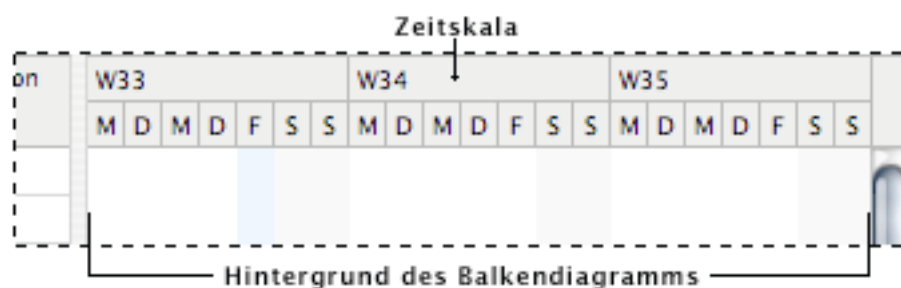 Zeitskala
on W33 W34 W35
M D M D F S S M D M D F S S M D M D F S S
Hintergrund des Balkendiagramms